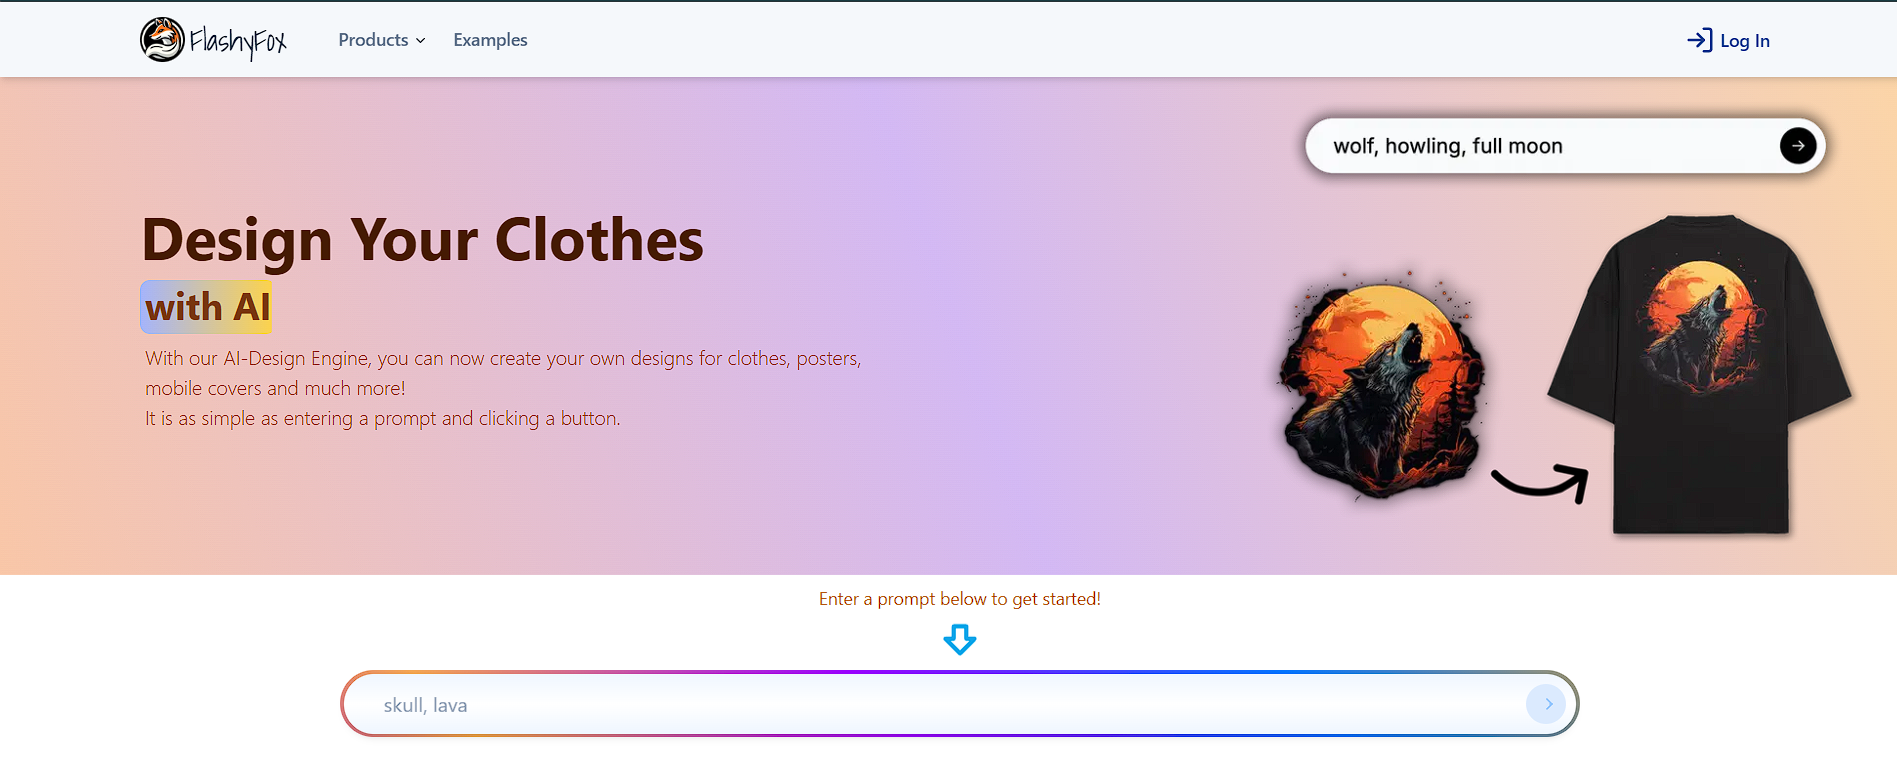 FlashyFox
Products
Examples
Log In
wolf, howling, full moon
Design Your Clothes
with AI
With our AI-Design Engine, you can now create your own designs for clothes, posters,
mobile covers and much more!
It is as simple as entering a prompt and clicking a button.
Enter a prompt below to get started!
skull, lava